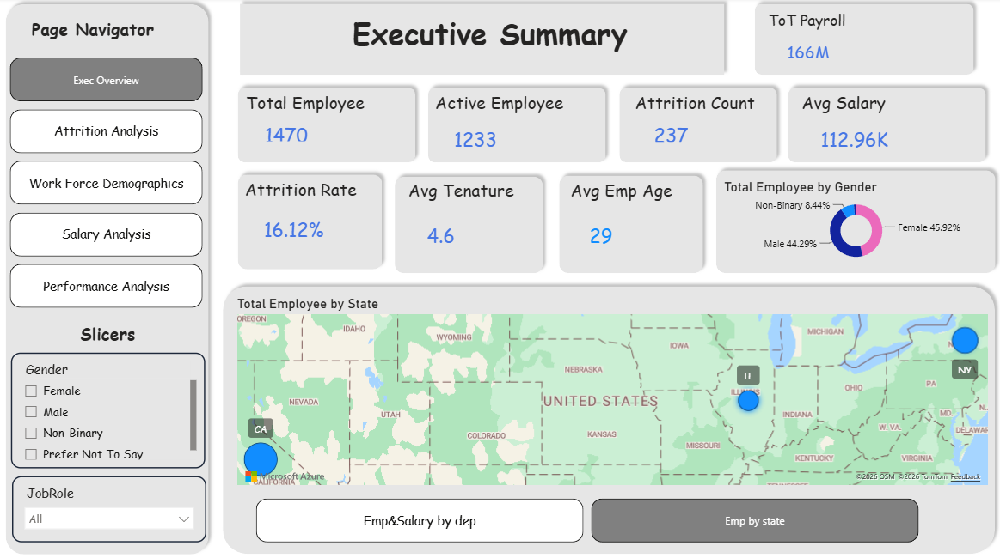 Page Navigator
Exec Overview
Attrition Analysis
Work Force Demographics
Salary Analysis
Performance Analysis
Slicers
Gender
Female
Male
Non-Binary
Prefer Not To Say
JobRole
All
Executive Summary
ToT Payroll
166M
Total Employee
1470
Active Employee
1233
Attrition Count
237
Avg Salary
112.96K
Attrition Rate
16.12%
Avg Tenature
4.6
Avg Emp Age
29
Total Employee by Gender
Non-Binary 8.44%
Female 45.92%
Male 44.29%
Total Employee by State
OREGON
IDAHO
WYOMING
IOWA
MICHIGAN
N
NEBRASKA
IL
NY
ILLINOIS
OHIO
PA
NEVADA
UTAH
UNITED STATES
INDIANA
MD.
N.
CA
COLORADO
KANSAS
W. VA.
DELAWAR
MISSOURI
KENTUCKY
VIRGINIA
Microsoft Azure
CALIFORNIA
TENNESSEE
©2026 OSM ©2026 TomTom Feedback
Emp&Salary by dep
Emp by state